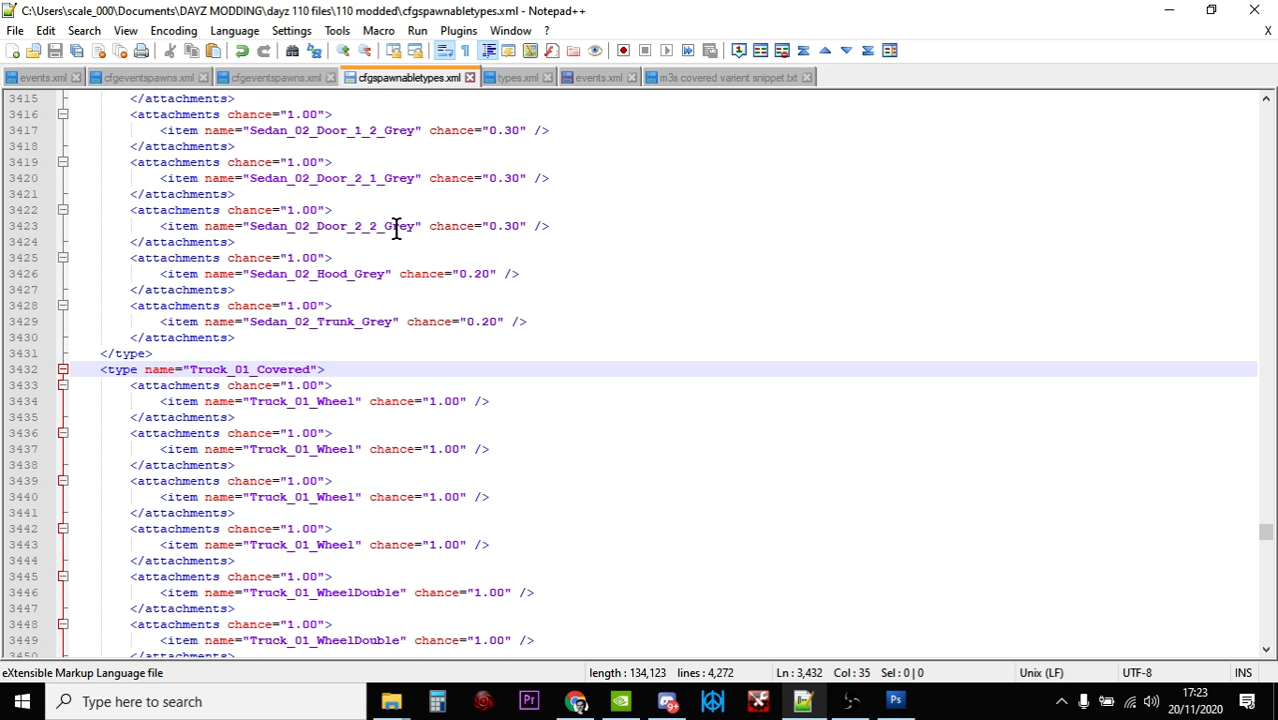 C:\Users\scale_000\Documents\DAYZ MODDING\dayz 110 files\110 modded\cfgspawnabletypes.xml - Notepad++
File Edit Search View Encoding Language Settings Tools Macro Run Plugins Window ? X
events.xml cfgeventspawns.xml cfgeventspawns.xml cfgspawnabletypes.xml types.xml events.xml m3s covered varient snippet.txt
3415 </attachments>
3416 <attachments chance="1.00">
3417 <item name="Sedan_02_Door_1_2_Grey" chance="0.30" />
3418 </attachments>
3419 <attachments chance="1.00">
3420 <item name="Sedan_02_Door_2_1_Grey" chance="0.30" />
3421 </attachments>
3422 <attachments chance="1.00">
3423 <item name="Sedan_02_Door_2_2_Grey" chance="0.30" />
3424 </attachments>
3425 <attachments chance="1.00">
3426 <item name="Sedan_02_Hood_Grey" chance="0.20" />
3427 </attachments>
3428 <attachments chance="1.00">
3429 <item name="Sedan_02_Trunk_Grey" chance="0.20" />
3430 </attachments>
3431 </type>
3432 <type name="Truck_01_Covered">
3433 <attachments chance="1.00">
3434 <item name="Truck_01_Wheel" chance="1.00" />
3435 </attachments>
3436 <attachments chance="1.00">
3437 <item name="Truck_01_Wheel" chance="1.00" />
3438 </attachments>
3439 <attachments chance="1.00">
3440 <item name="Truck_01_Wheel" chance="1.00" />
3441 </attachments>
3442 <attachments chance="1.00">
3443 <item name="Truck_01_Wheel" chance="1.00" />
3444 </attachments>
3445 <attachments chance="1.00">
3446 <item name="Truck_01_WheelDouble" chance="1.00" />
3447 </attachments>
3448 <attachments chance="1.00">
3449 <item name="Truck_01_WheelDouble" chance="1.00" />
3450 </attachments>
eXtensible Markup Language file length : 134,123 lines : 4,272 Ln : 3,432 Col : 35 Sel : 0 | 0 Unix (LF) UTF-8 INS
Type here to search 17:23
20/11/2020